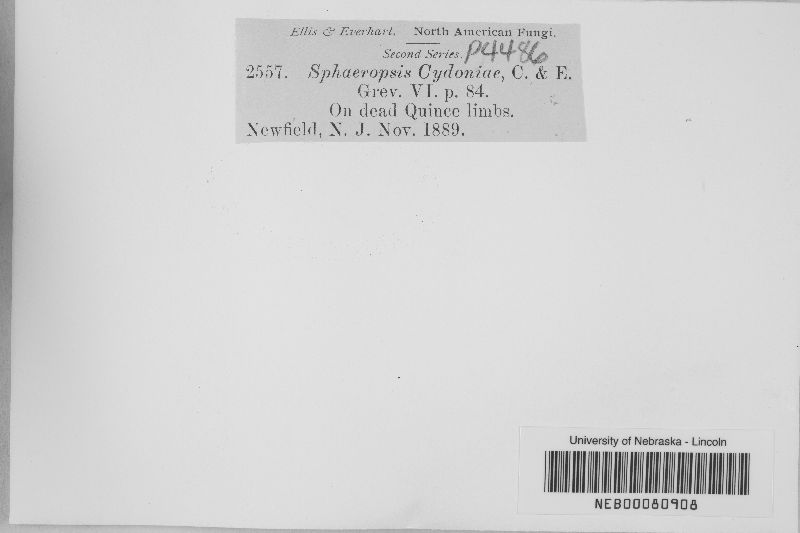 Ellis & Everhart. North American Fungi.
Second Series. P4486
2557. Sphaeropsis Cydoniae, C. & E.
Grev. VI. p. 84.
On dead Quince limbs.
Newfield, N. J. Nov. 1889.
University of Nebraska - Lincoln
NEB00080908